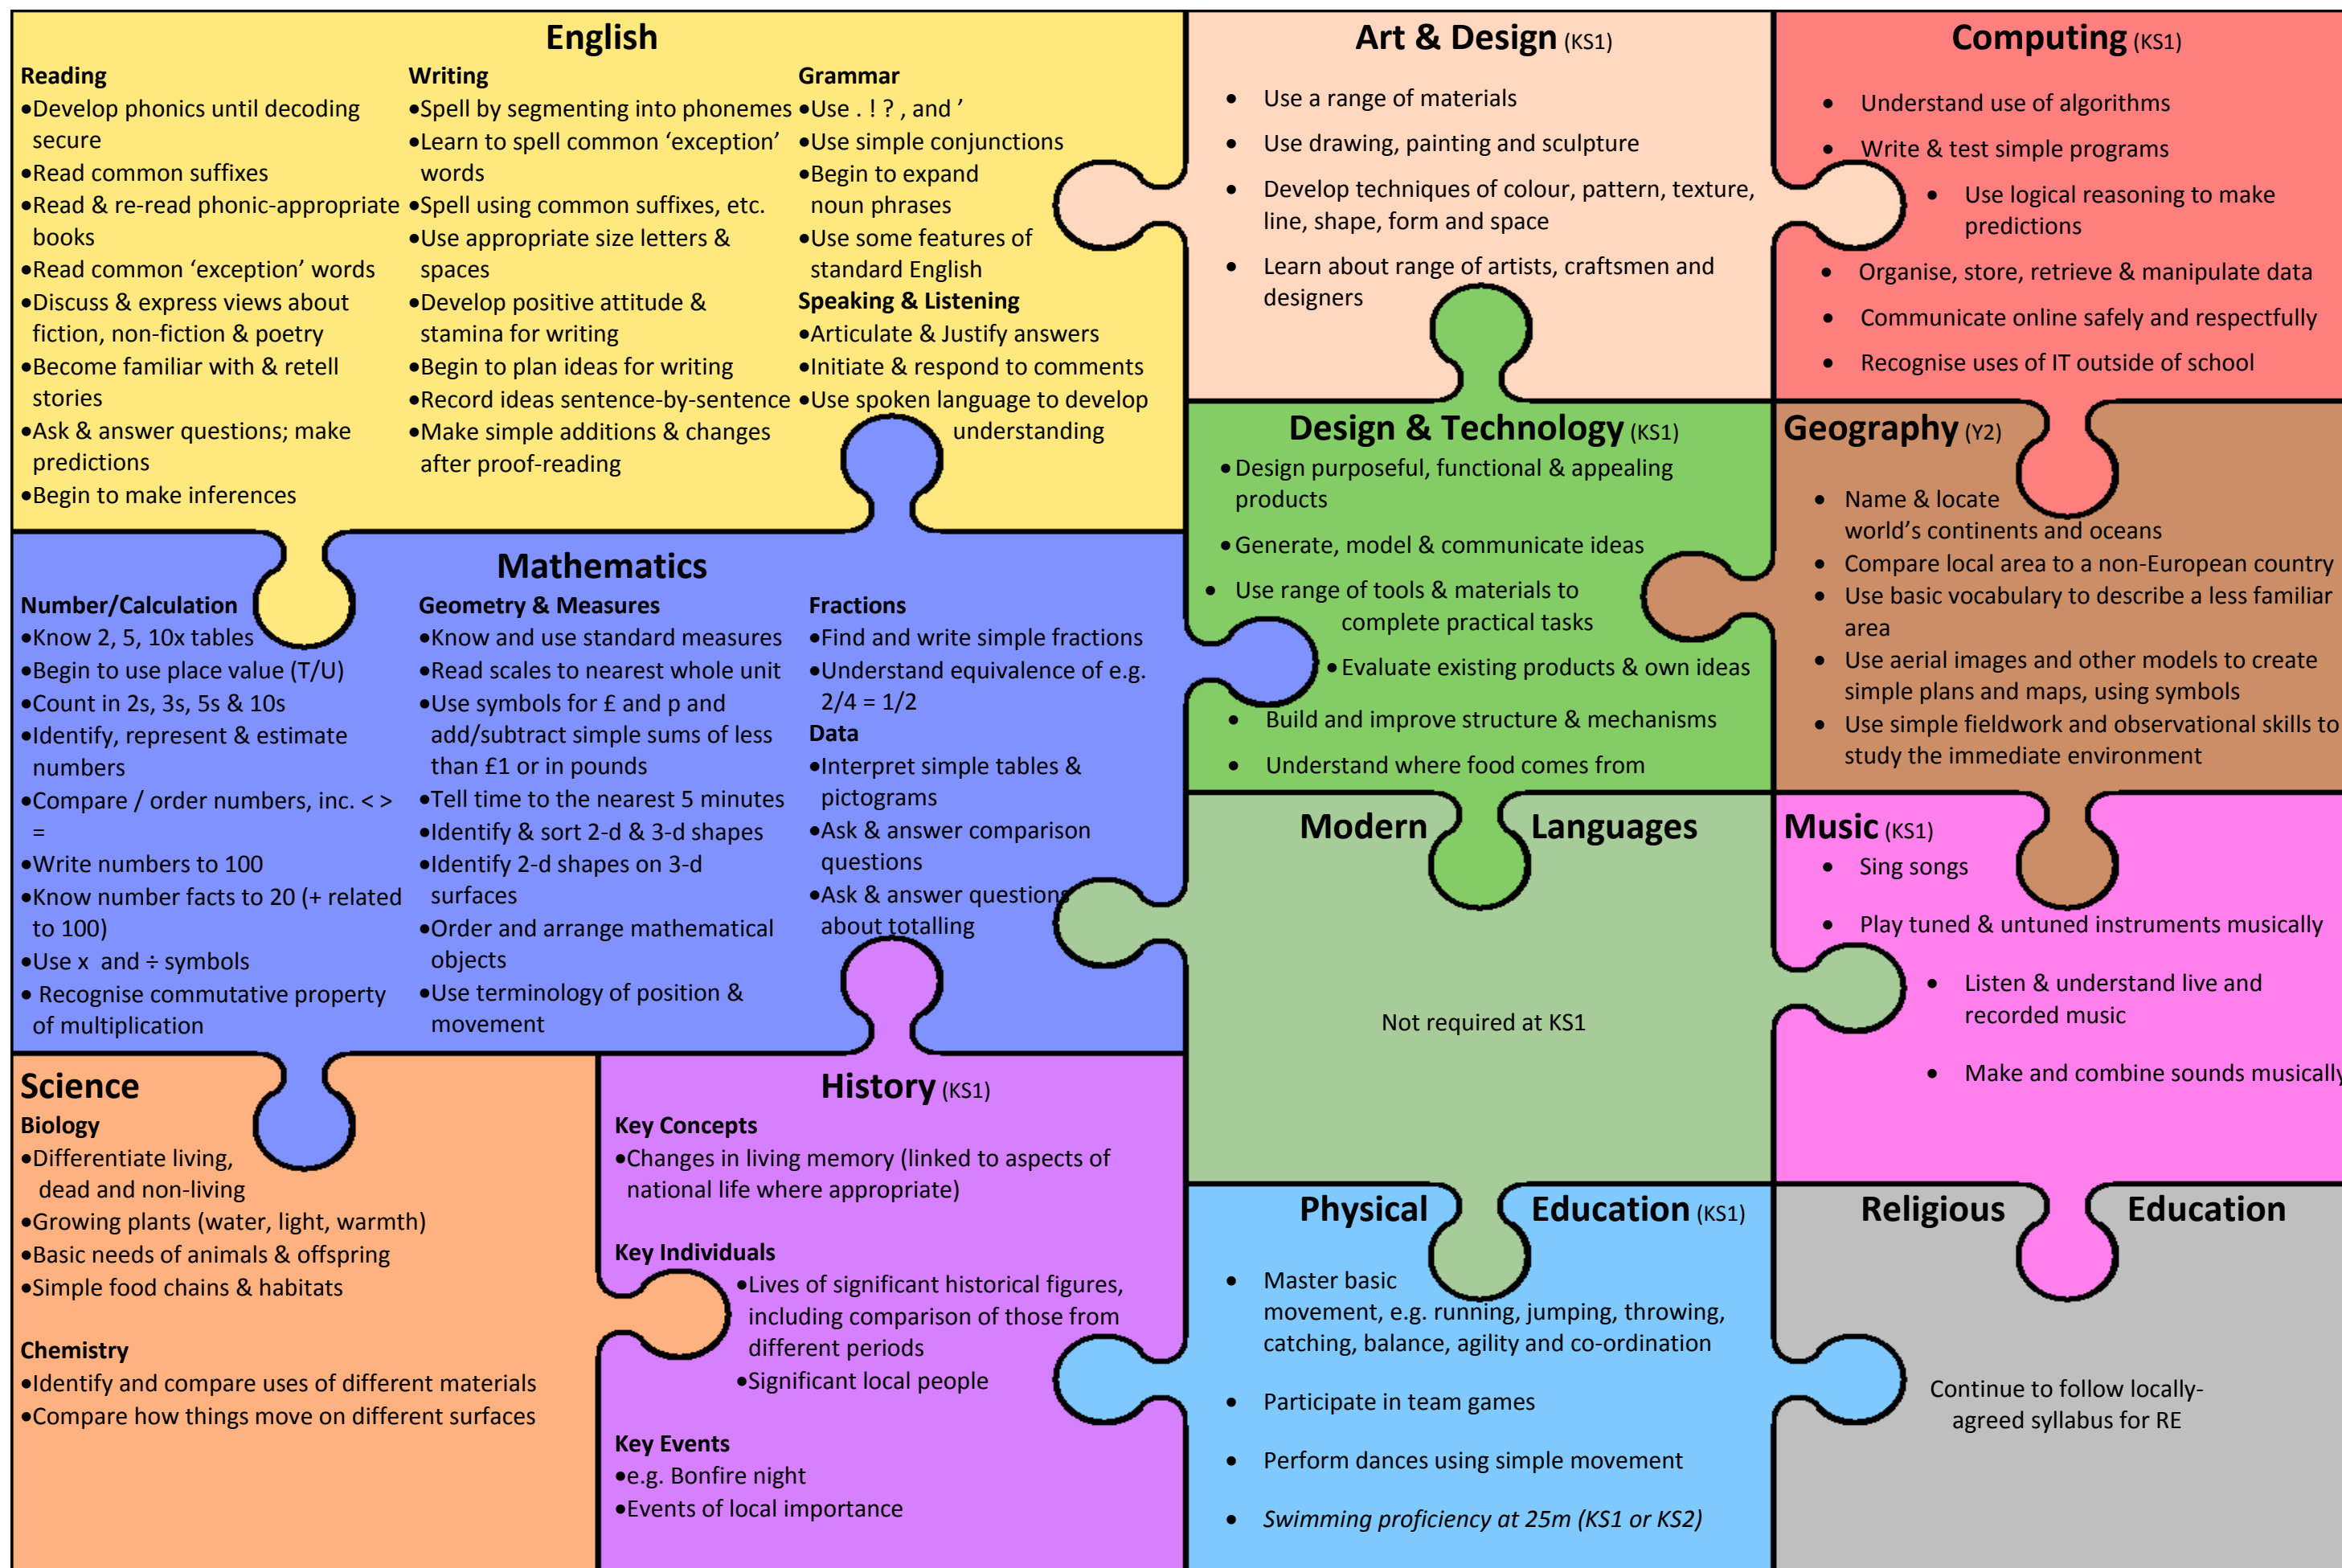 English
Reading
•Develop phonics until decoding
secure
•Read common suffixes
•Read & re-read phonic-appropriate
books
•Read common ‘exception’ words
•Discuss & express views about
fiction, non-fiction & poetry
•Become familiar with & retell
stories
•Ask & answer questions; make
predictions
•Begin to make inferences
Writing
•Spell by segmenting into phonemes
•Learn to spell common ‘exception’
words
•Spell using common suffixes, etc.
•Use appropriate size letters &
spaces
•Develop positive attitude &
stamina for writing
•Begin to plan ideas for writing
•Record ideas sentence-by-sentence
•Make simple additions & changes
after proof-reading
Grammar
•Use . ! ? , and ’
•Use simple conjunctions
•Begin to expand
noun phrases
•Use some features of
standard English
Speaking & Listening
•Articulate & Justify answers
•Initiate & respond to comments
•Use spoken language to develop
understanding
Art & Design (KS1)
• Use a range of materials
• Use drawing, painting and sculpture
• Develop techniques of colour, pattern, texture,
line, shape, form and space
• Learn about range of artists, craftsmen and
designers
Computing (KS1)
• Understand use of algorithms
• Write & test simple programs
• Use logical reasoning to make
predictions
• Organise, store, retrieve & manipulate data
• Communicate online safely and respectfully
• Recognise uses of IT outside of school
Mathematics
Number/Calculation
•Know 2, 5, 10x tables
•Begin to use place value (T/U)
•Count in 2s, 3s, 5s & 10s
•Identify, represent & estimate
numbers
•Compare / order numbers, inc. < >
=
•Write numbers to 100
•Know number facts to 20 (+ related
to 100)
•Use x and ÷ symbols
• Recognise commutative property
of multiplication
Geometry & Measures
•Know and use standard measures
•Read scales to nearest whole unit
•Use symbols for £ and p and
add/subtract simple sums of less
than £1 or in pounds
•Tell time to the nearest 5 minutes
•Identify & sort 2-d & 3-d shapes
•Identify 2-d shapes on 3-d
surfaces
•Order and arrange mathematical
objects
•Use terminology of position &
movement
Fractions
•Find and write simple fractions
•Understand equivalence of e.g.
2/4 = 1/2
Data
•Interpret simple tables &
pictograms
•Ask & answer comparison
questions
•Ask & answer questions
about totalling
Design & Technology (KS1)
•Design purposeful, functional & appealing
products
•Generate, model & communicate ideas
• Use range of tools & materials to
complete practical tasks
•Evaluate existing products & own ideas
• Build and improve structure & mechanisms
• Understand where food comes from
Geography (Y2)
• Name & locate
world’s continents and oceans
• Compare local area to a non-European country
• Use basic vocabulary to describe a less familiar
area
• Use aerial images and other models to create
simple plans and maps, using symbols
• Use simple fieldwork and observational skills to
study the immediate environment
Modern Languages
Not required at KS1
Music (KS1)
• Sing songs
• Play tuned & untuned instruments musically
• Listen & understand live and
recorded music
• Make and combine sounds musically
Science
Biology
•Differentiate living,
dead and non-living
•Growing plants (water, light, warmth)
•Basic needs of animals & offspring
•Simple food chains & habitats
Chemistry
•Identify and compare uses of different materials
•Compare how things move on different surfaces
History (KS1)
Key Concepts
•Changes in living memory (linked to aspects of
national life where appropriate)
Key Individuals
•Lives of significant historical figures,
including comparison of those from
different periods
•Significant local people
Key Events
•e.g. Bonfire night
•Events of local importance
Physical Education (KS1)
• Master basic
movement, e.g. running, jumping, throwing,
catching, balance, agility and co-ordination
• Participate in team games
• Perform dances using simple movement
• Swimming proficiency at 25m (KS1 or KS2)
Religious Education
Continue to follow locally-
agreed syllabus for RE